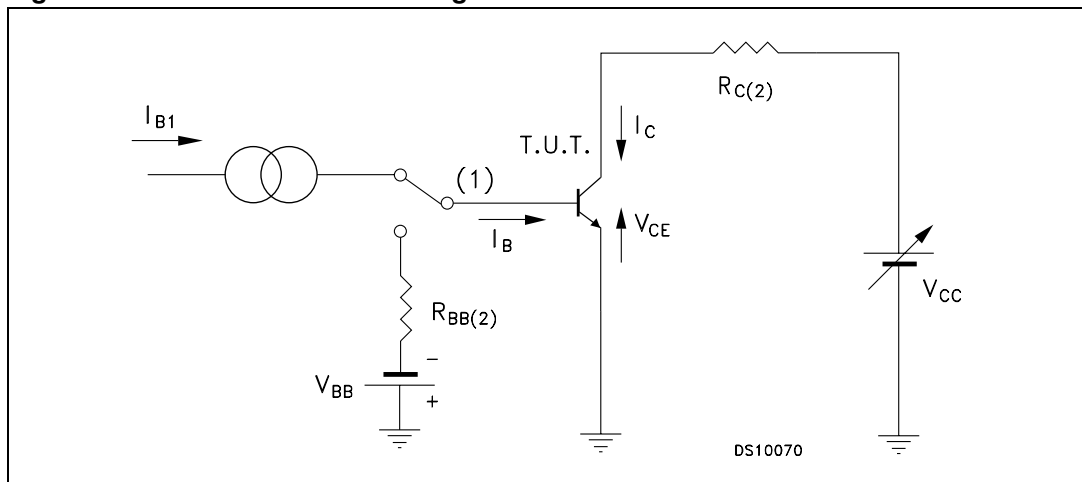 I_B1
T.U.T.
I_C
R_C(2)
(1)
I_B
V_CE
V_CC
R_BB(2)
V_BB
-
+
DS10070